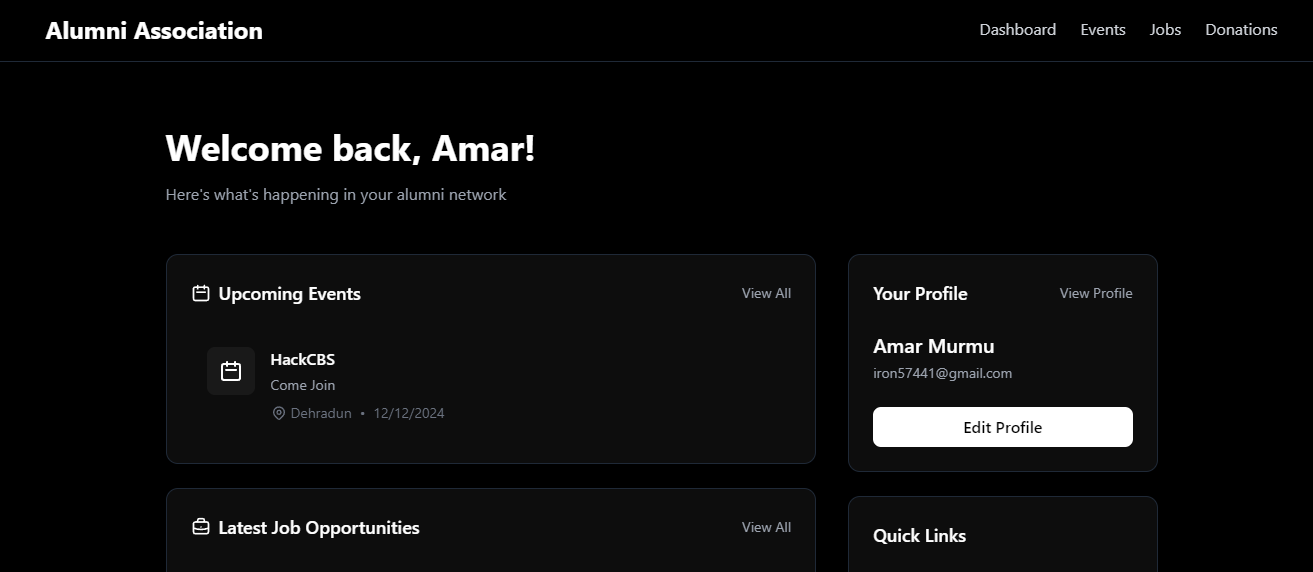 Alumni Association
Dashboard Events Jobs Donations
Welcome back, Amar!
Here's what's happening in your alumni network
Upcoming Events
View All
HackCBS
Come Join
Dehradun • 12/12/2024
Latest Job Opportunities
View All
Your Profile
View Profile
Amar Murmu
iron57441@gmail.com
Edit Profile
Quick Links